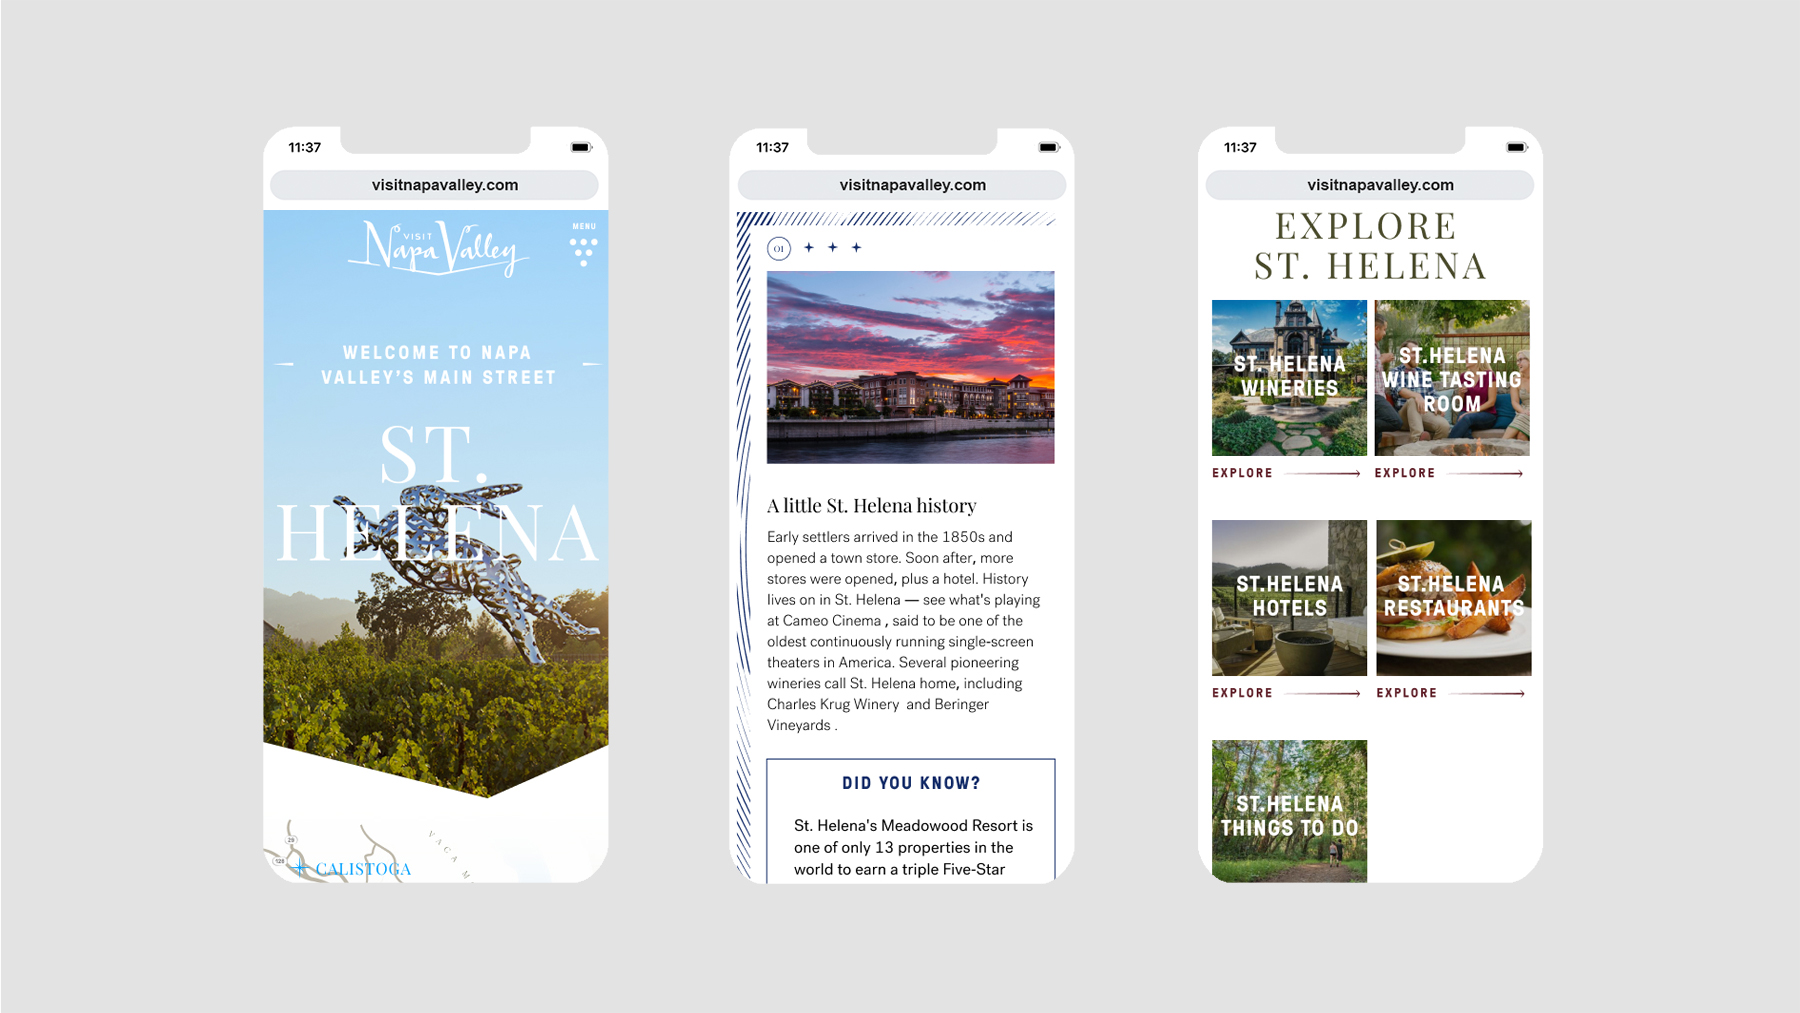 11:37
visitnapavalley.com
VISIT
Napa Valley
MENU
WELCOME TO NAPA
VALLEY'S MAIN STREET
ST.
HELENA
29
128
CALISTOGA
VACA M
11:37
visitnapavalley.com
01
A little St. Helena history
Early settlers arrived in the 1850s and
opened a town store. Soon after, more
stores were opened, plus a hotel. History
lives on in St. Helena — see what's playing
at Cameo Cinema , said to be one of the
oldest continuously running single-screen
theaters in America. Several pioneering
wineries call St. Helena home, including
Charles Krug Winery  and Beringer
Vineyards .
DID YOU KNOW?
St. Helena's Meadowood Resort is
one of only 13 properties in the
world to earn a triple Five-Star
11:37
visitnapavalley.com
EXPLORE
ST. HELENA
ST. HELENA
WINERIES
EXPLORE
ST.HELENA
WINE TASTING
ROOM
EXPLORE
ST.HELENA
HOTELS
EXPLORE
ST.HELENA
RESTAURANTS
EXPLORE
ST.HELENA
THINGS TO DO